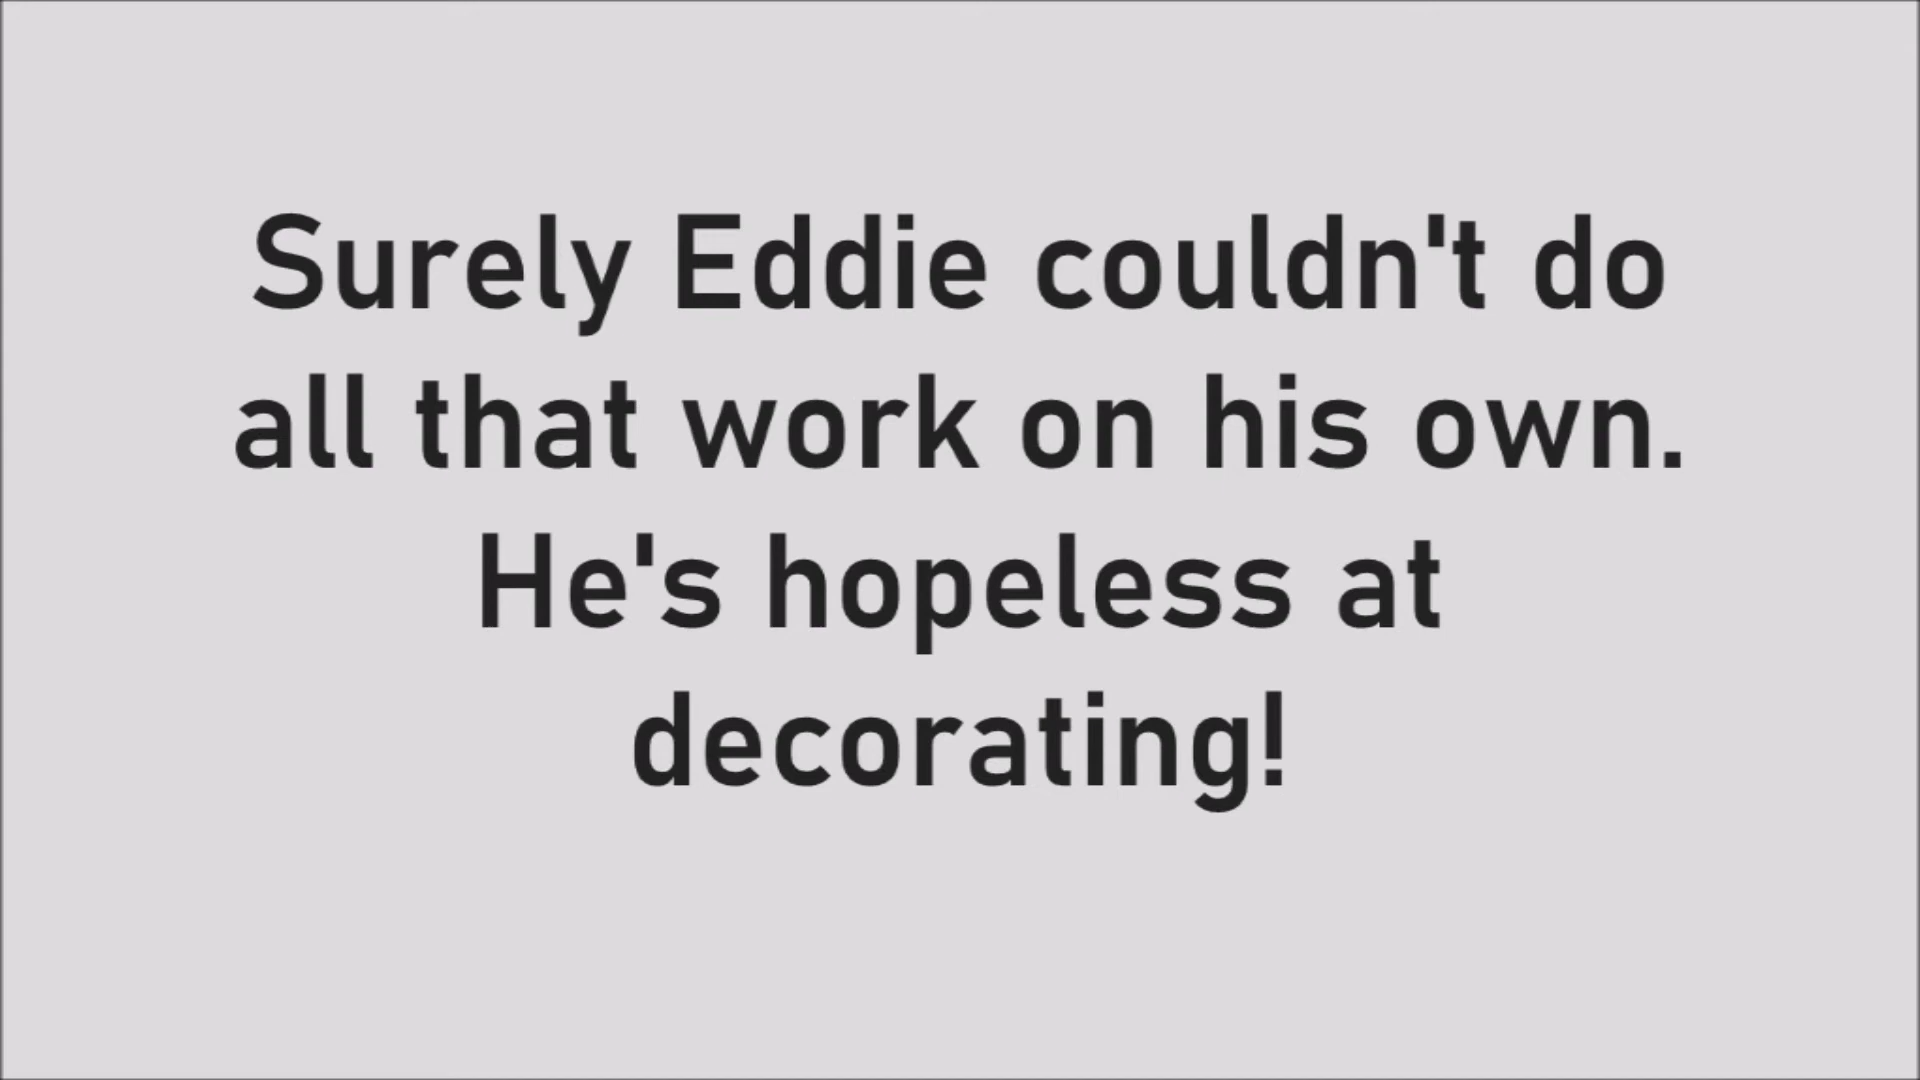 Surely Eddie couldn't do
all that work on his own.
He's hopeless at
decorating!